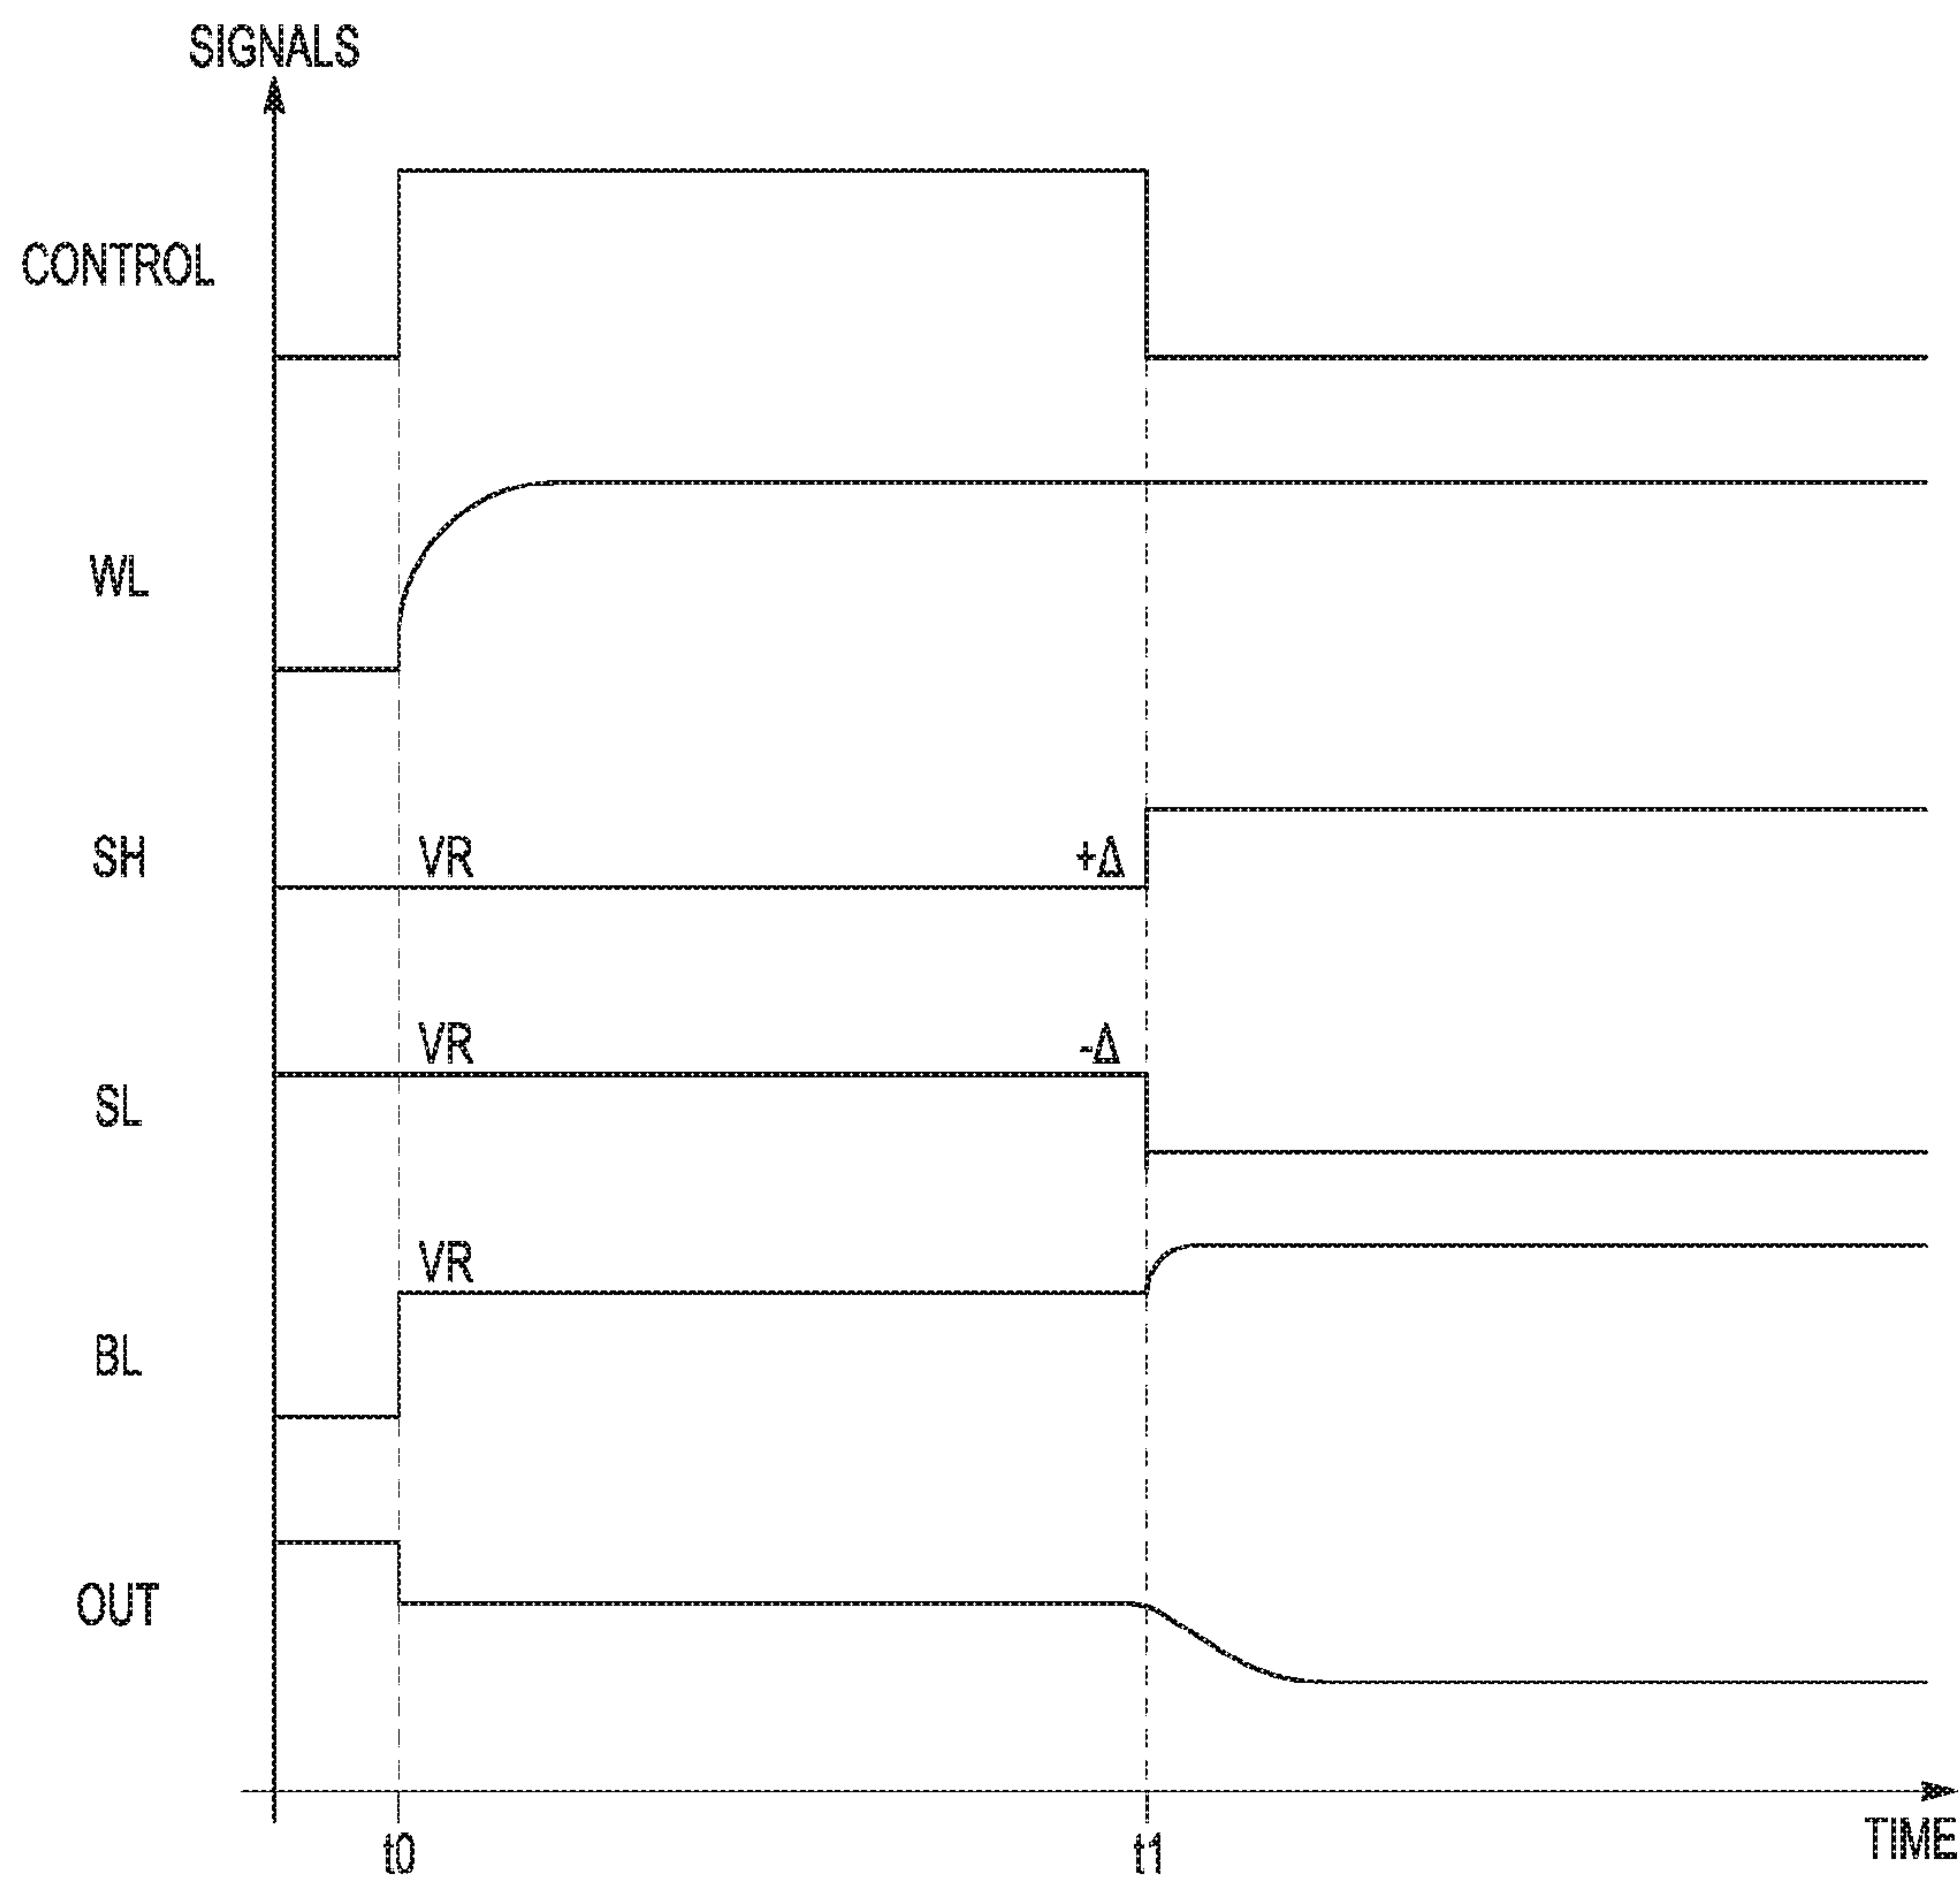 SIGNALS
CONTROL
WL
SH
VR
+Δ
VR
-Δ
SL
VR
BL
OUT
t0
t1
TIME